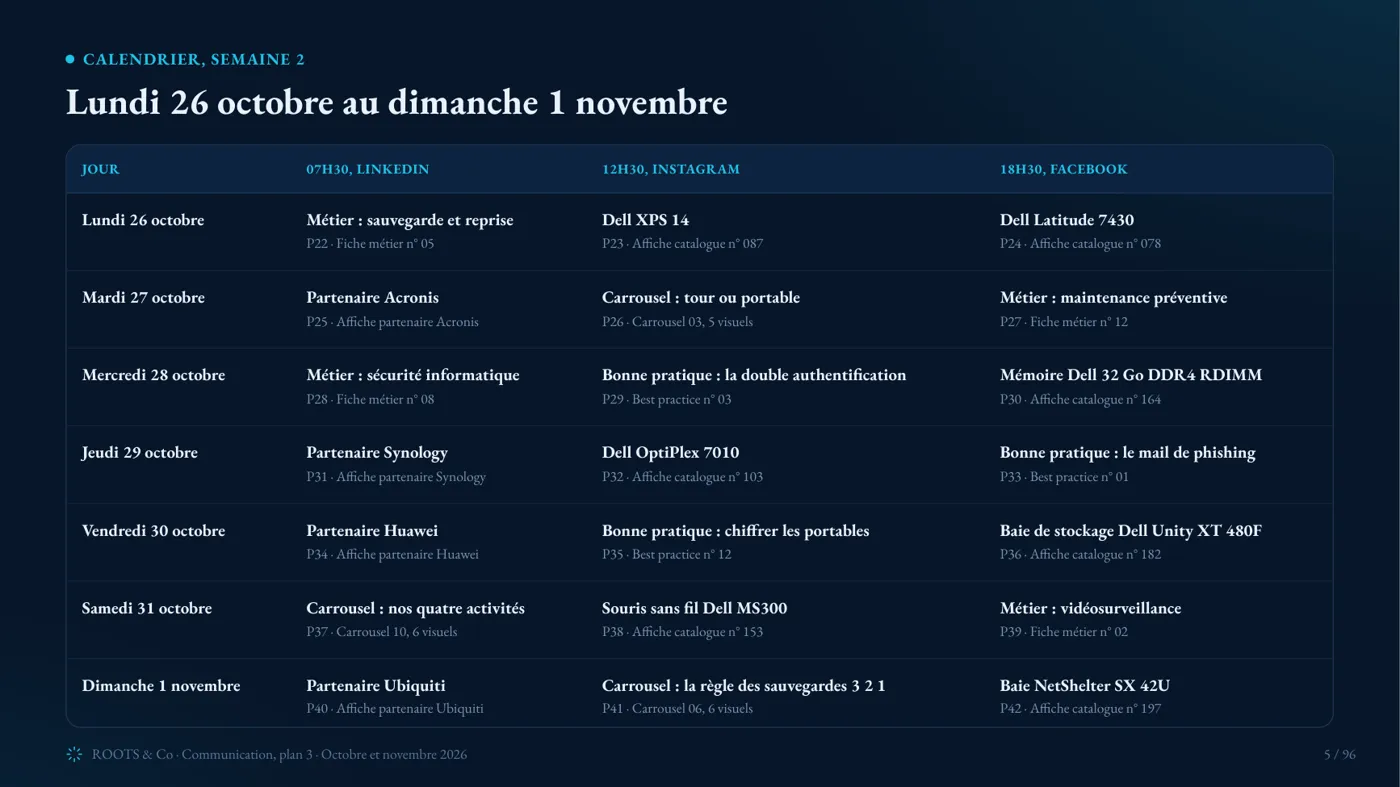 CALENDRIER, SEMAINE 2
Lundi 26 octobre au dimanche 1 novembre
JOUR 07H30, LINKEDIN 12H30, INSTAGRAM 18H30, FACEBOOK
Lundi 26 octobre Métier : sauvegarde et reprise Dell XPS 14 Dell Latitude 7430
P22 · Fiche métier n° 05 P23 · Affiche catalogue n° 087 P24 · Affiche catalogue n° 078
Mardi 27 octobre Partenaire Acronis Carrousel : tour ou portable Métier : maintenance préventive
P25 · Affiche partenaire Acronis P26 · Carrousel 03, 5 visuels P27 · Fiche métier n° 12
Mercredi 28 octobre Métier : sécurité informatique Bonne pratique : la double authentification Mémoire Dell 32 Go DDR4 RDIMM
P28 · Fiche métier n° 08 P29 · Best practice n° 03 P30 · Affiche catalogue n° 164
Jeudi 29 octobre Partenaire Synology Dell OptiPlex 7010 Bonne pratique : le mail de phishing
P31 · Affiche partenaire Synology P32 · Affiche catalogue n° 103 P33 · Best practice n° 01
Vendredi 30 octobre Partenaire Huawei Bonne pratique : chiffrer les portables Baie de stockage Dell Unity XT 480F
P34 · Affiche partenaire Huawei P35 · Best practice n° 12 P36 · Affiche catalogue n° 182
Samedi 31 octobre Carrousel : nos quatre activités Souris sans fil Dell MS300 Métier : vidéosurveillance
P37 · Carrousel 10, 6 visuels P38 · Affiche catalogue n° 153 P39 · Fiche métier n° 02
Dimanche 1 novembre Partenaire Ubiquiti Carrousel : la règle des sauvegardes 3 2 1 Baie NetShelter SX 42U
P40 · Affiche partenaire Ubiquiti P41 · Carrousel 06, 6 visuels P42 · Affiche catalogue n° 197
ROOTS & Co · Communication, plan 3 · Octobre et novembre 2026 5 / 96